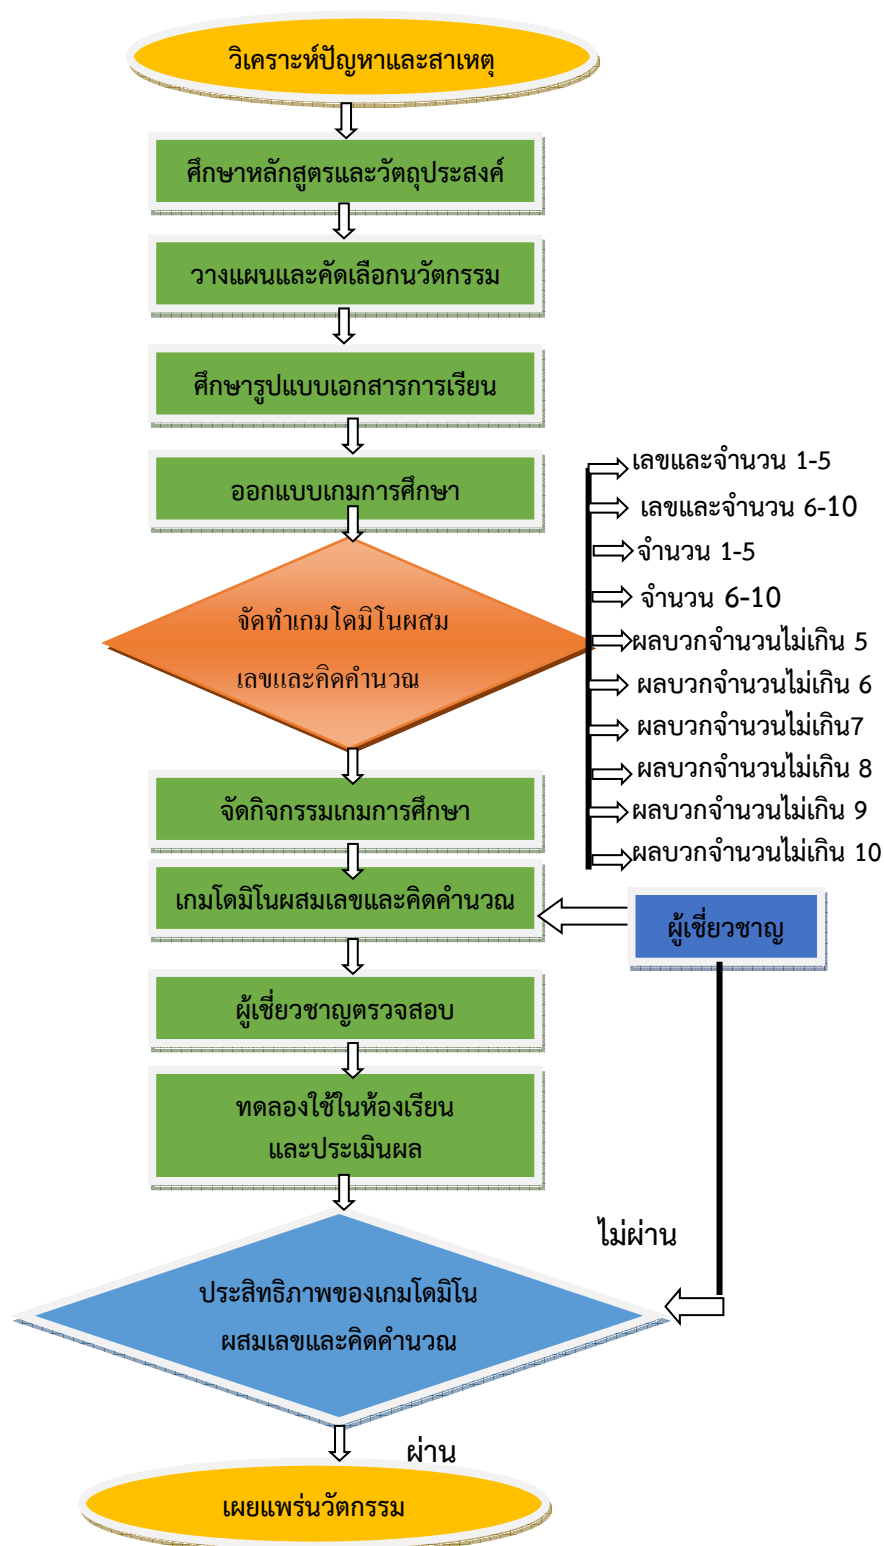 วิเคราะห์ปัญหาและสาเหตุ
ศึกษาหลักสูตรและวัตถุประสงค์
วางแผนและคัดเลือกนวัตกรรม
ศึกษารูปแบบเอกสารการเรียน
ออกแบบเกมการศึกษา
จัดทำเกมโดมิโนผสม
เลขและคิดคำนวณ
เลขและจำนวน 1-5
เลขและจำนวน 6-10
จำนวน 1-5
จำนวน 6-10
ผลบวกจำนวนไม่เกิน 5
ผลบวกจำนวนไม่เกิน 6
ผลบวกจำนวนไม่เกิน7
ผลบวกจำนวนไม่เกิน 8
ผลบวกจำนวนไม่เกิน 9
ผลบวกจำนวนไม่เกิน 10
จัดกิจกรรมเกมการศึกษา
เกมโดมิโนผสมเลขและคิดคำนวณ
ผู้เชี่ยวชาญ
ผู้เชี่ยวชาญตรวจสอบ
ทดลองใช้ในห้องเรียน
และประเมินผล
ไม่ผ่าน
ประสิทธิภาพของเกมโดมิโน
ผสมเลขและคิดคำนวณ
ผ่าน
เผยแพร่นวัตกรรม